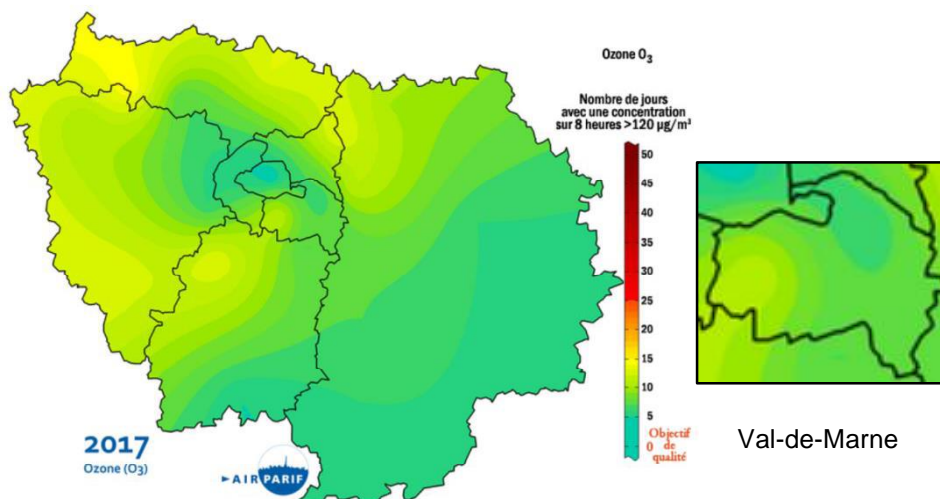 Ozone O3
Nombre de jours
avec une concentration
sur 8 heures >120 µg/m³
50
45
40
35
30
25
20
15
10
5
0
Objectif
de
qualité
Val-de-Marne
2017
Ozone (O3)
AIRPARIF